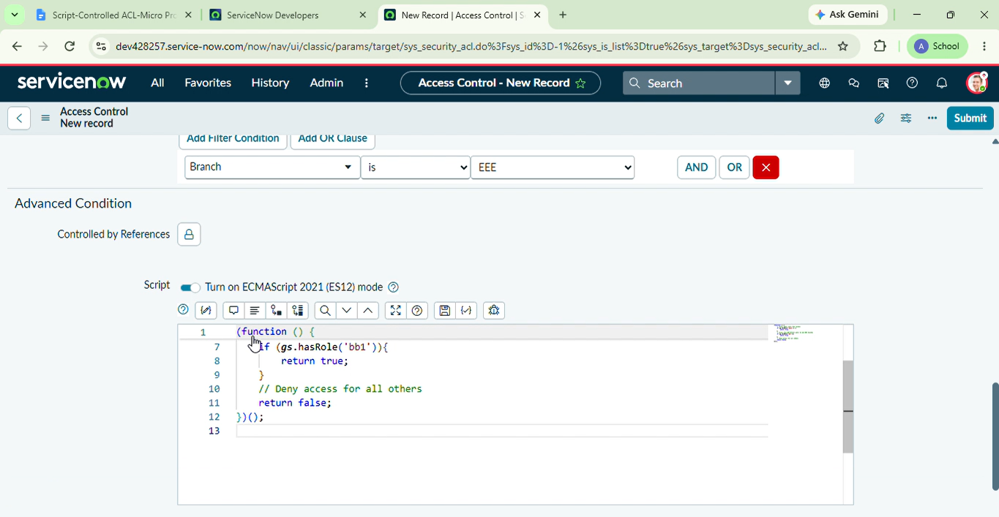 Script-Controlled ACL-Micro Pro
ServiceNow Developers
New Record | Access Control | S
Ask Gemini
dev428257.service-now.com/now/nav/ui/classic/params/target/sys_security_acl.do%3Fsys_id%3D-1%26sys_is_list%3Dtrue%26sys_target%3Dsys_security_acl...
A School
servicenow All Favorites History Admin Access Control - New Record Search
Access Control
New record
Submit
Add Filter Condition Add OR Clause
Branch is EEE AND OR
Advanced Condition
Controlled by References
Script Turn on ECMAScript 2021 (ES12) mode
1 (function () {
7 if (gs.hasRole('bb1')){
8 return true;
9 }
10 // Deny access for all others
11 return false;
12 })();
13